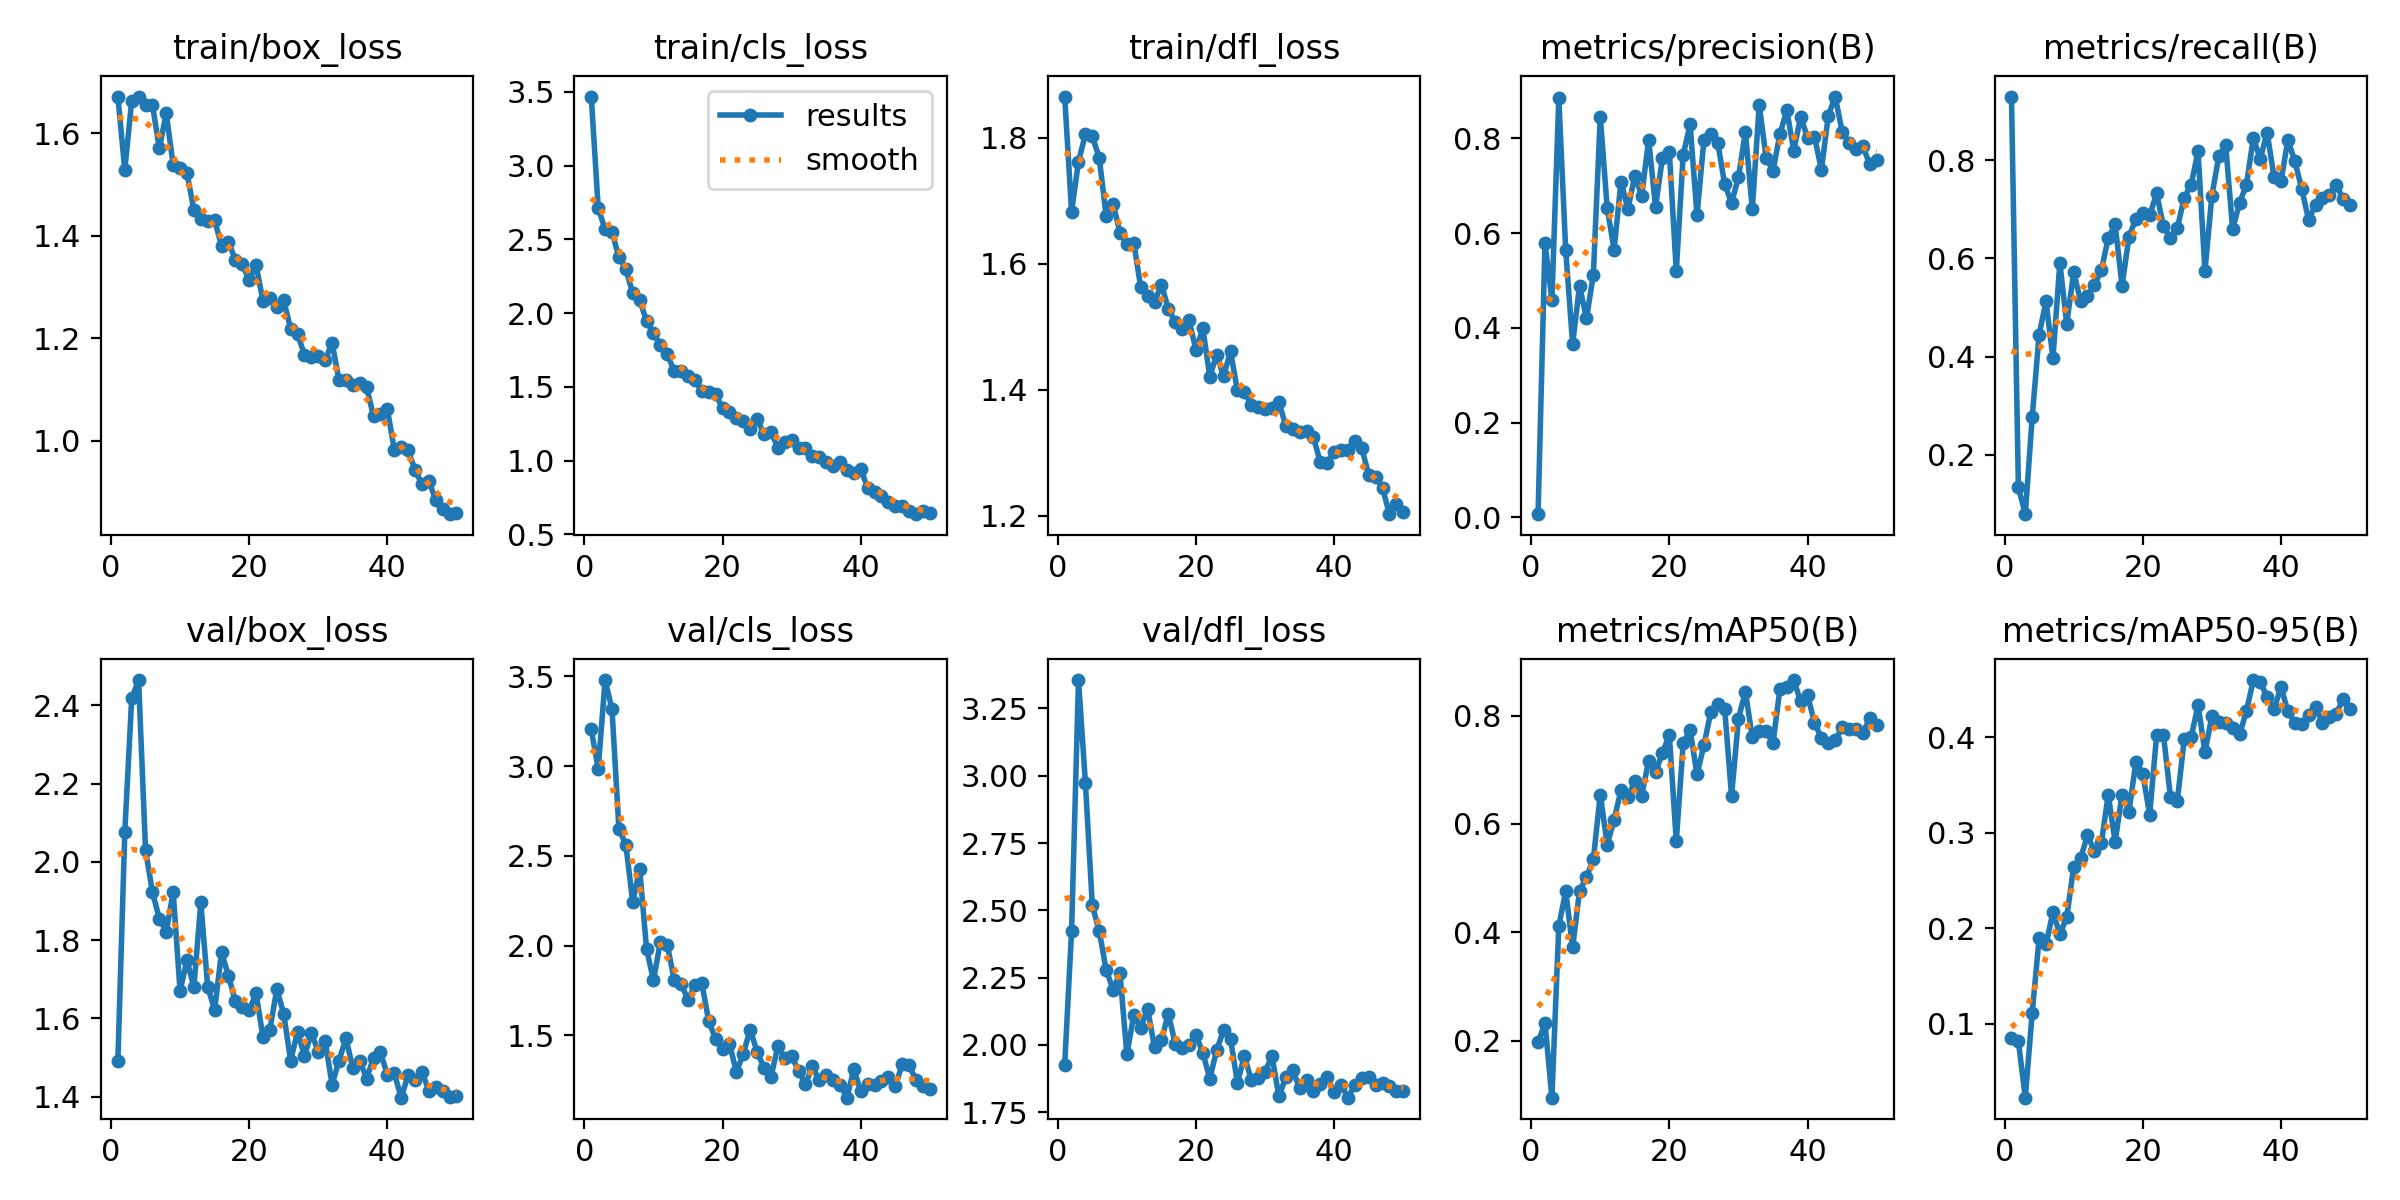 train/box_loss
1.6
1.4
1.2
1.0
0 20 40
train/cls_loss
3.5
3.0
2.5
2.0
1.5
1.0
0.5
0 20 40
results
smooth
train/dfl_loss
1.8
1.6
1.4
1.2
0 20 40
metrics/precision(B)
0.8
0.6
0.4
0.2
0.0
0 20 40
metrics/recall(B)
0.8
0.6
0.4
0.2
0 20 40
val/box_loss
2.4
2.2
2.0
1.8
1.6
1.4
0 20 40
val/cls_loss
3.5
3.0
2.5
2.0
1.5
0 20 40
val/dfl_loss
3.25
3.00
2.75
2.50
2.25
2.00
1.75
0 20 40
metrics/mAP50(B)
0.8
0.6
0.4
0.2
0 20 40
metrics/mAP50-95(B)
0.4
0.3
0.2
0.1
0 20 40